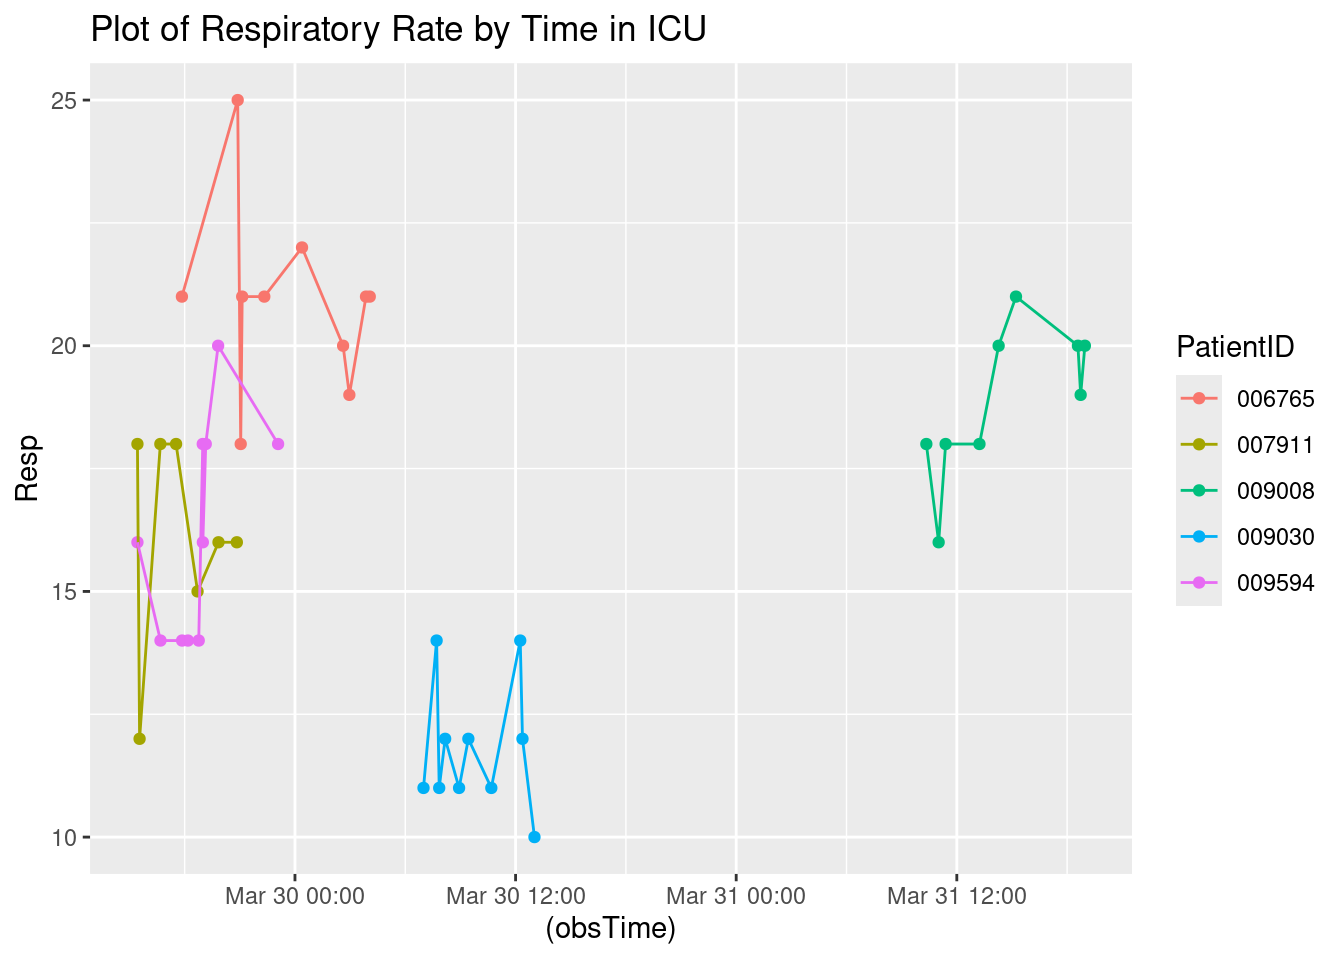 Plot of Respiratory Rate by Time in ICU
25
20
15
10
Resp
Mar 30 00:00
Mar 30 12:00
Mar 31 00:00
Mar 31 12:00
(obsTime)
PatientID
006765
007911
009008
009030
009594